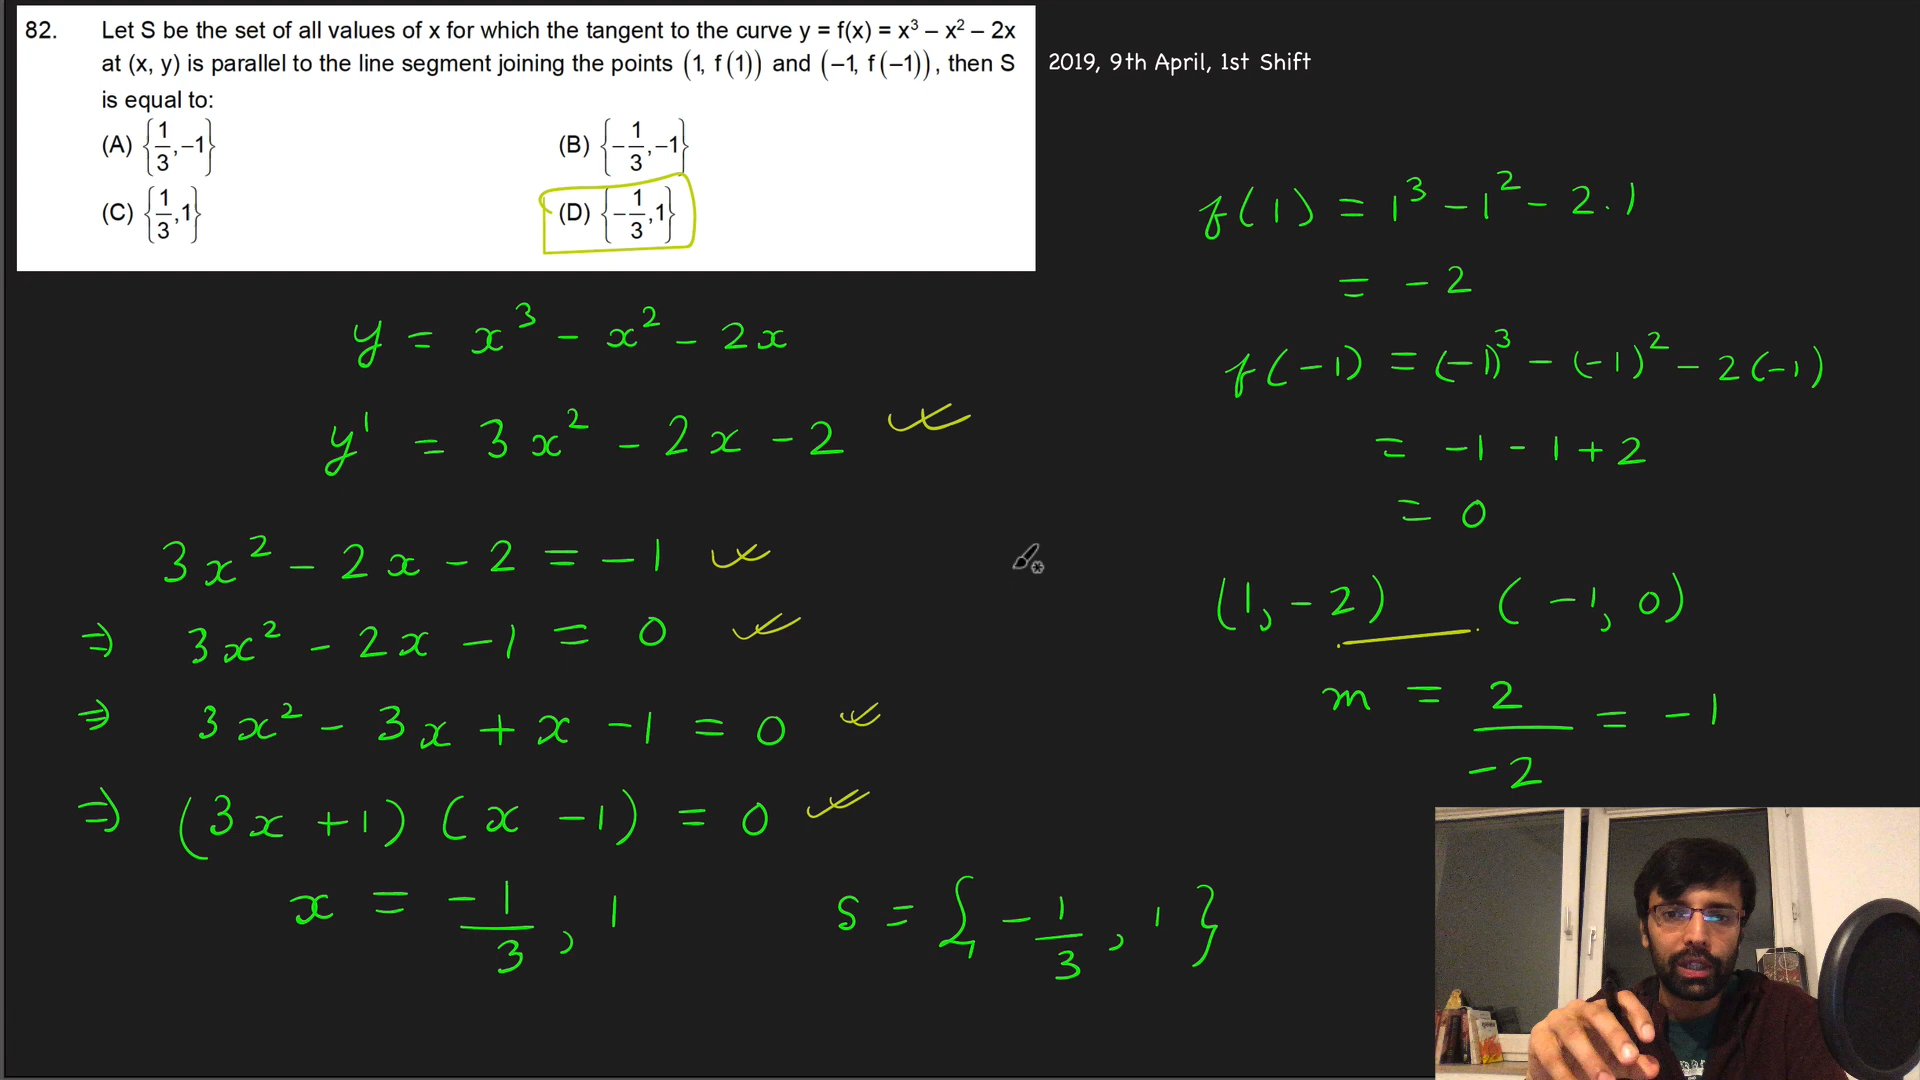 82. Let S be the set of all values of x for which the tangent to the curve y = f(x) = x³ – x² – 2x
at (x, y) is parallel to the line segment joining the points (1, f(1)) and (−1, f(−1)), then S
is equal to:
(A) {1/3, −1} (B) {−1/3, −1}
(C) {1/3, 1} (D) {−1/3, 1}
2019, 9th April, 1st Shift
y = x³ − x² − 2x
y' = 3x² − 2x − 2
3x² − 2x − 2 = −1
⇒ 3x² − 2x − 1 = 0
⇒ 3x² − 3x + x − 1 = 0
⇒ (3x + 1) (x − 1) = 0
x = −1/3, 1
S = {−1/3, 1}
f(1) = 1³ − 1² − 2.1
= −2
f(−1) = (−1)³ − (−1)² − 2(−1)
= −1 − 1 + 2
= 0
(1, −2) (−1, 0)
m = 2/−2 = −1